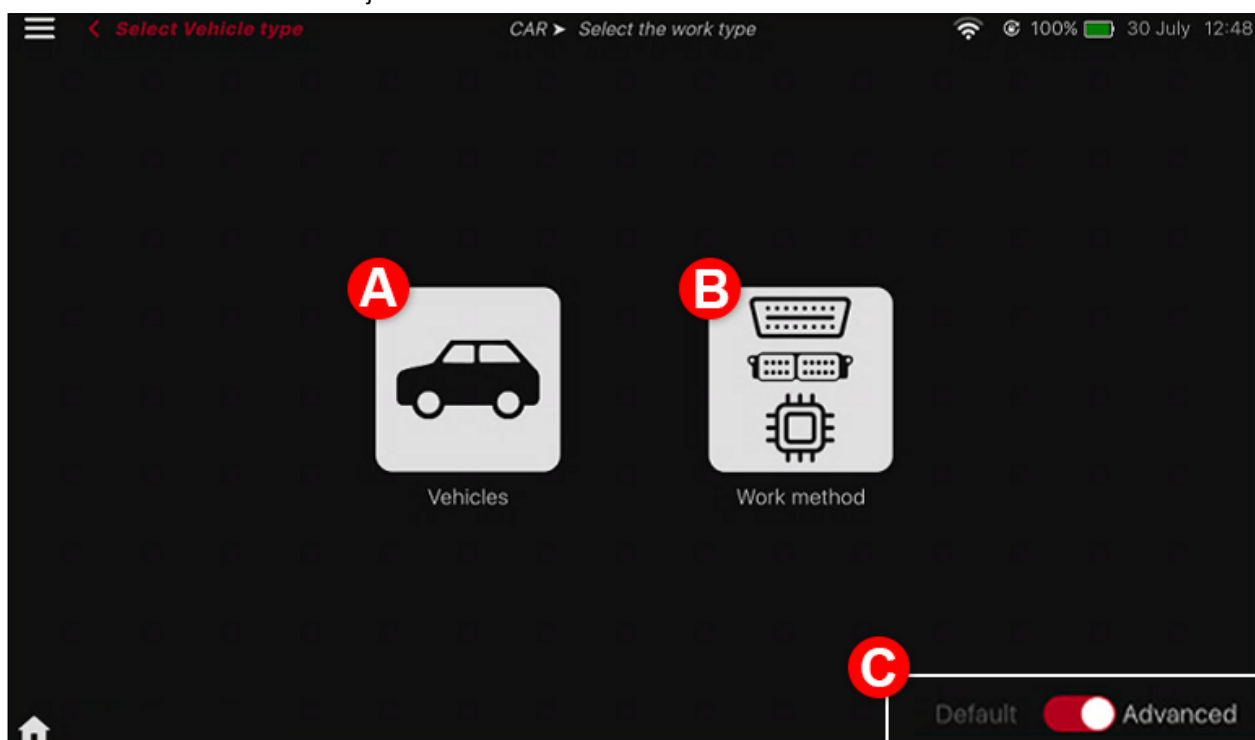 Select Vehicle type
CAR ➤ Select the work type
100%
30 July 12:48
A
B
Vehicles
Work method
C
Default
Advanced